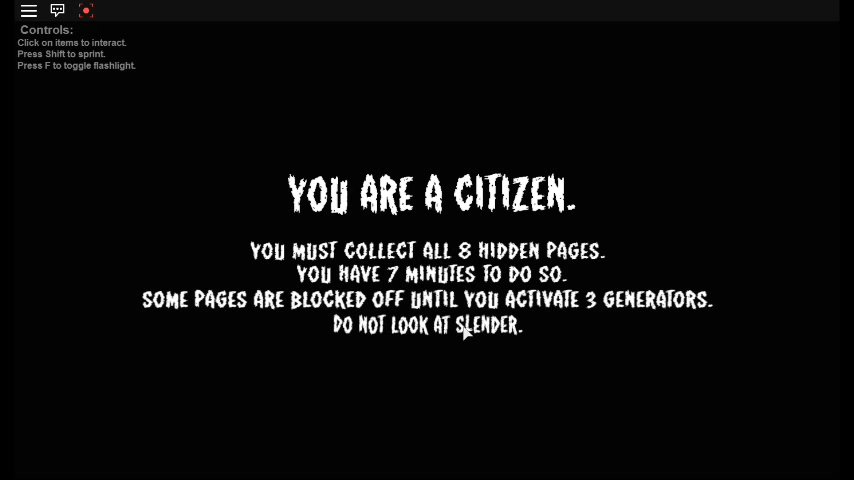 Controls:
Click on items to interact.
Press Shift to sprint.
Press F to toggle flashlight.
YOU ARE A CITIZEN.
YOU MUST COLLECT ALL 8 HIDDEN PAGES.
YOU HAVE 7 MINUTES TO DO SO.
SOME PAGES ARE BLOCKED OFF UNTIL YOU ACTIVATE 3 GENERATORS.
DO NOT LOOK AT SLENDER.